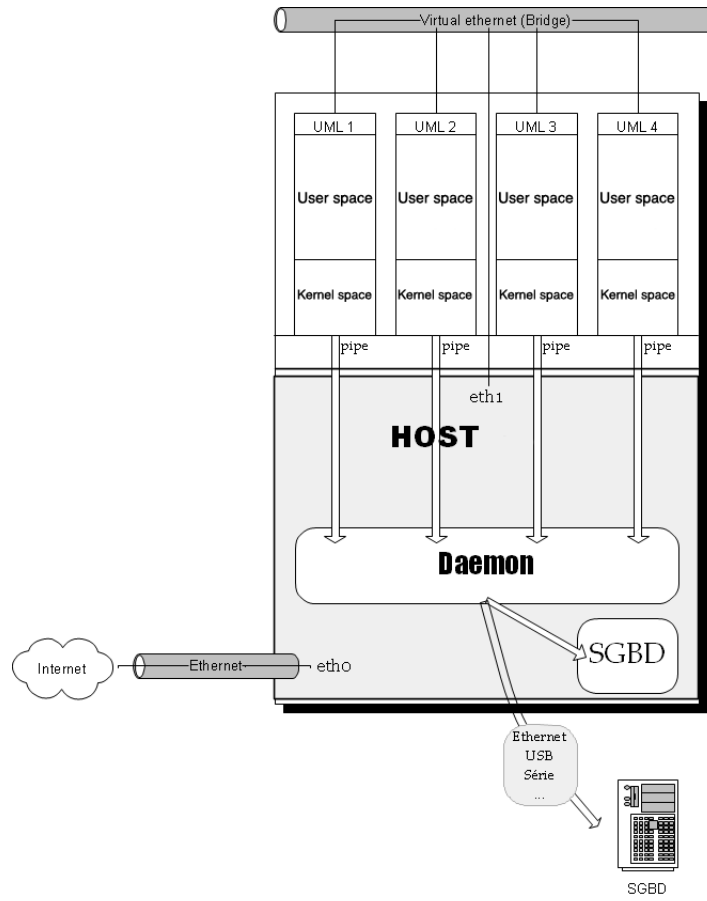 Virtual ethernet (Bridge)
UML 1
UML 2
UML 3
UML 4
User space
User space
User space
User space
Kernel space
Kernel space
Kernel space
Kernel space
pipe
pipe
pipe
pipe
eth1
HOST
Daemon
SGBD
Internet
Ethernet
eth0
Ethernet
USB
Série
...
SGBD